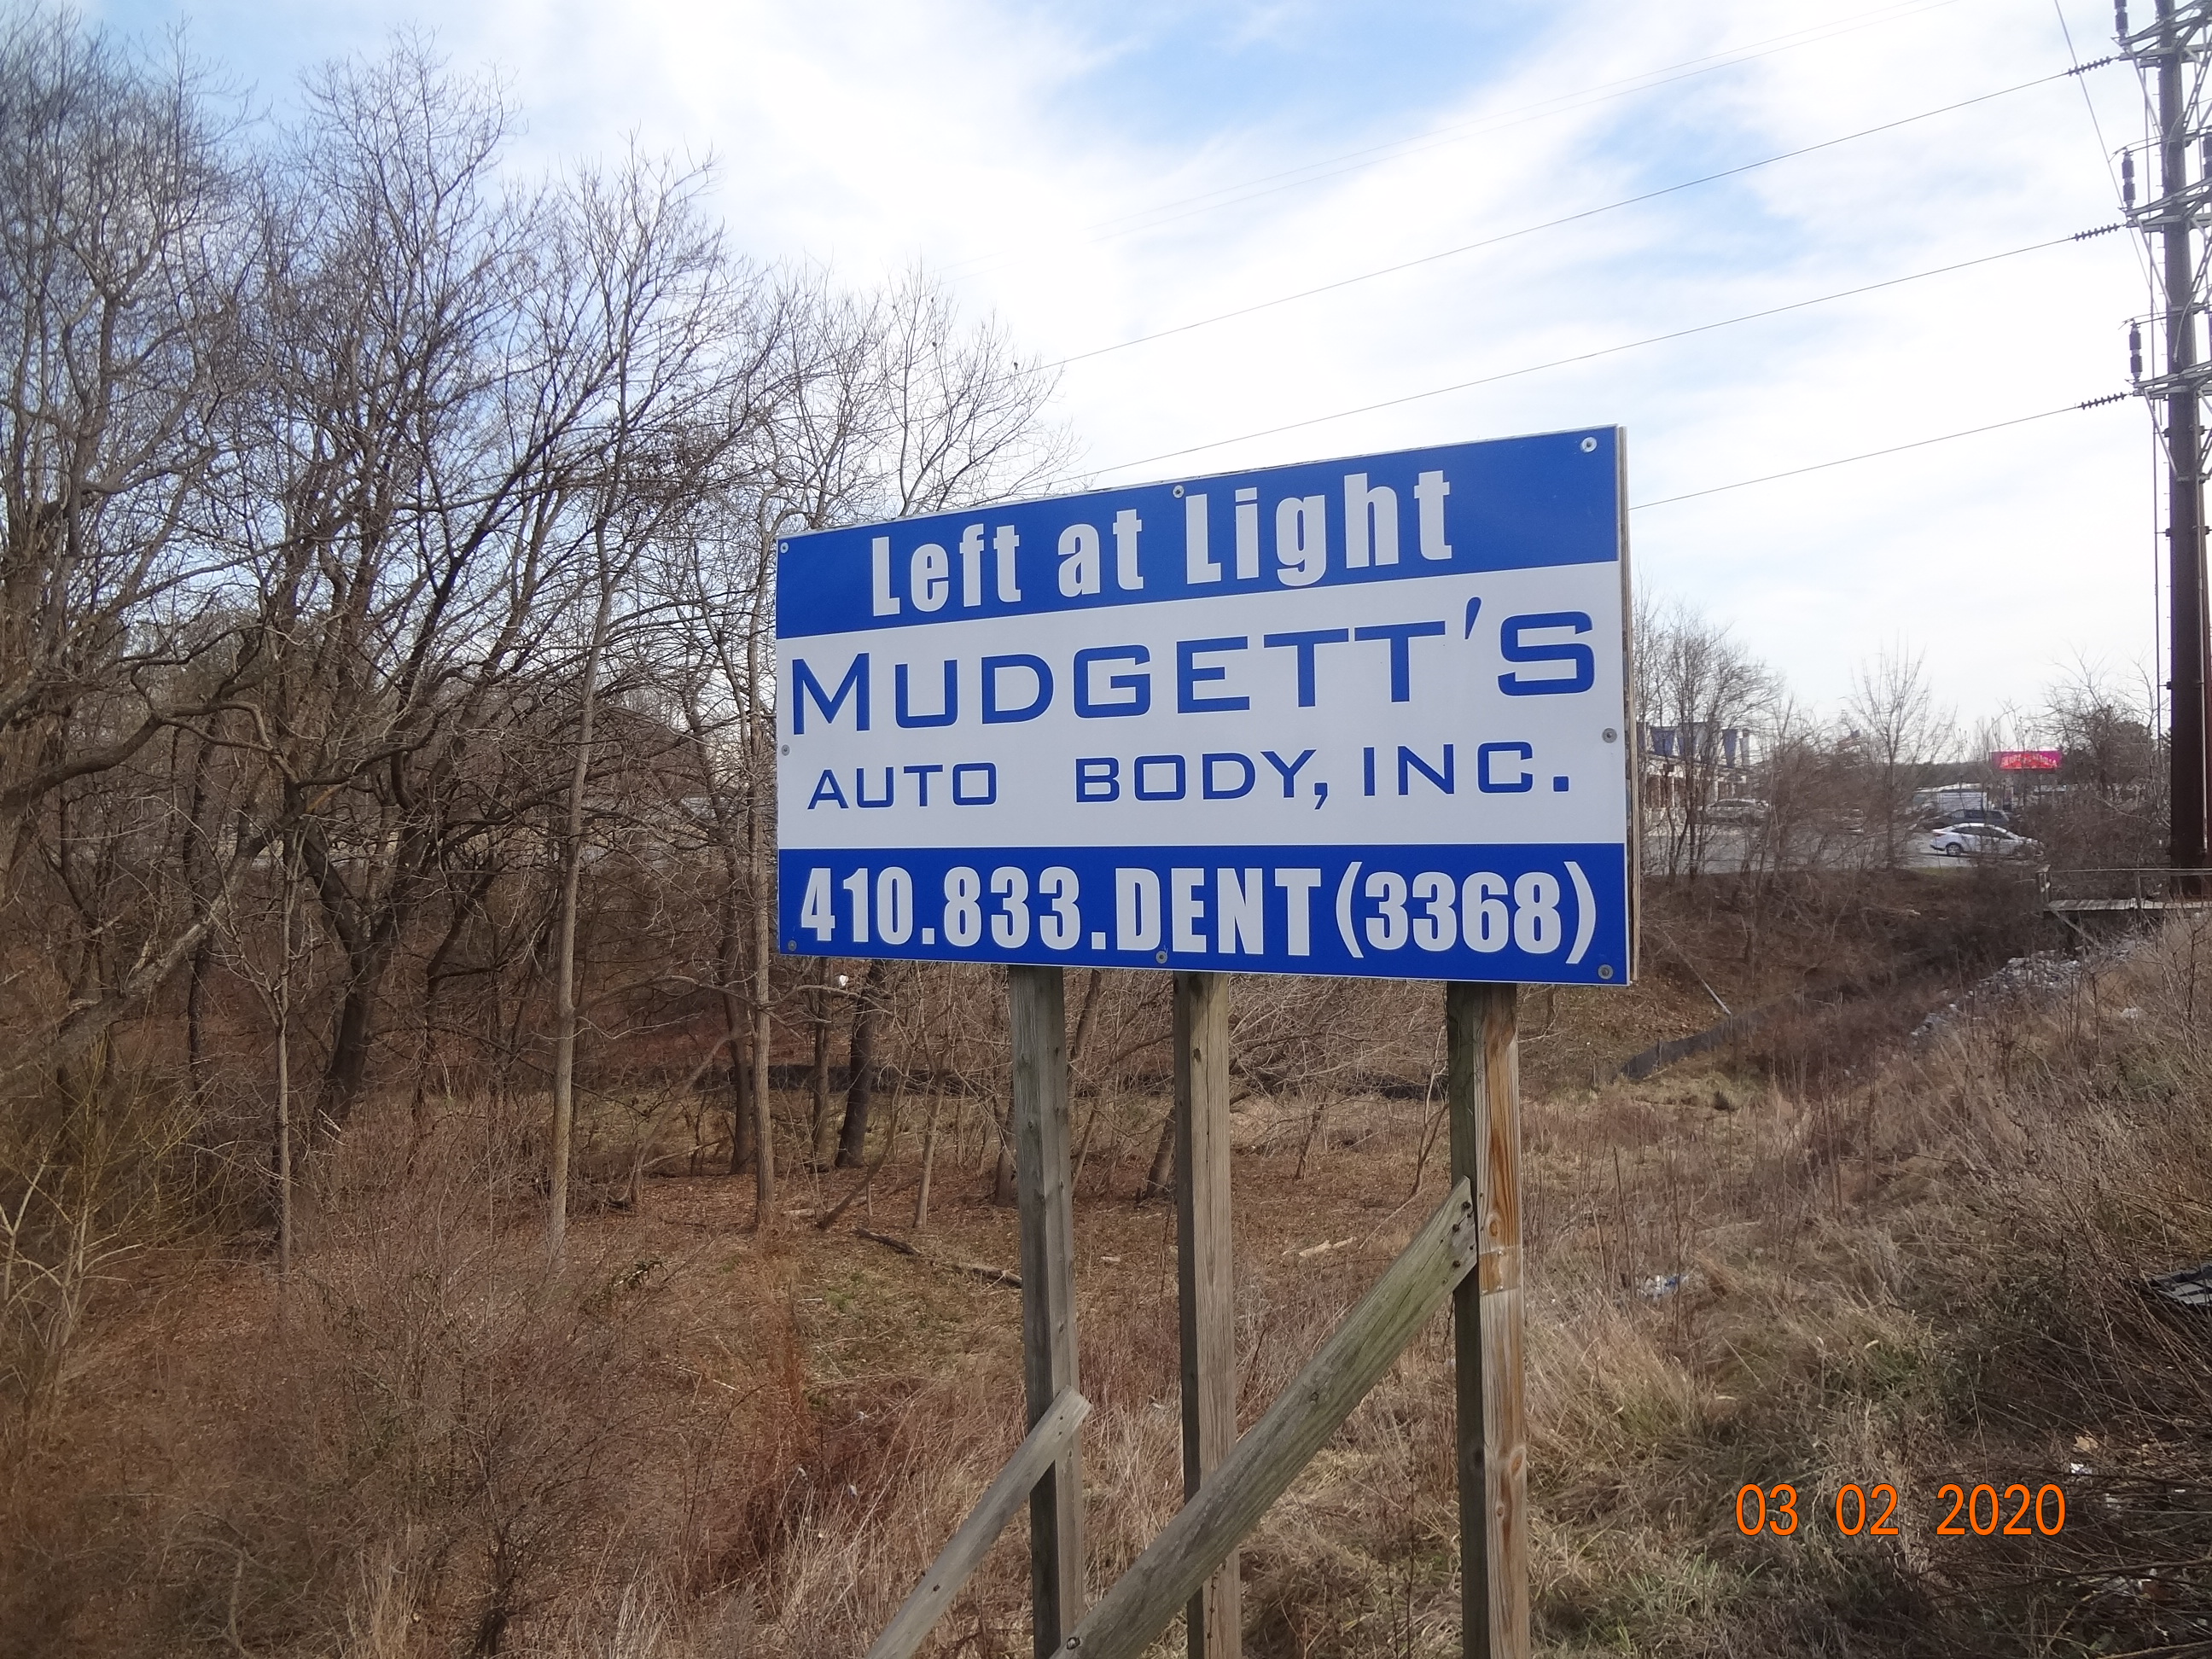 Left at Light
MUDGETT'S
AUTO BODY, INC.
410.833.DENT(3368)
03 02 2020